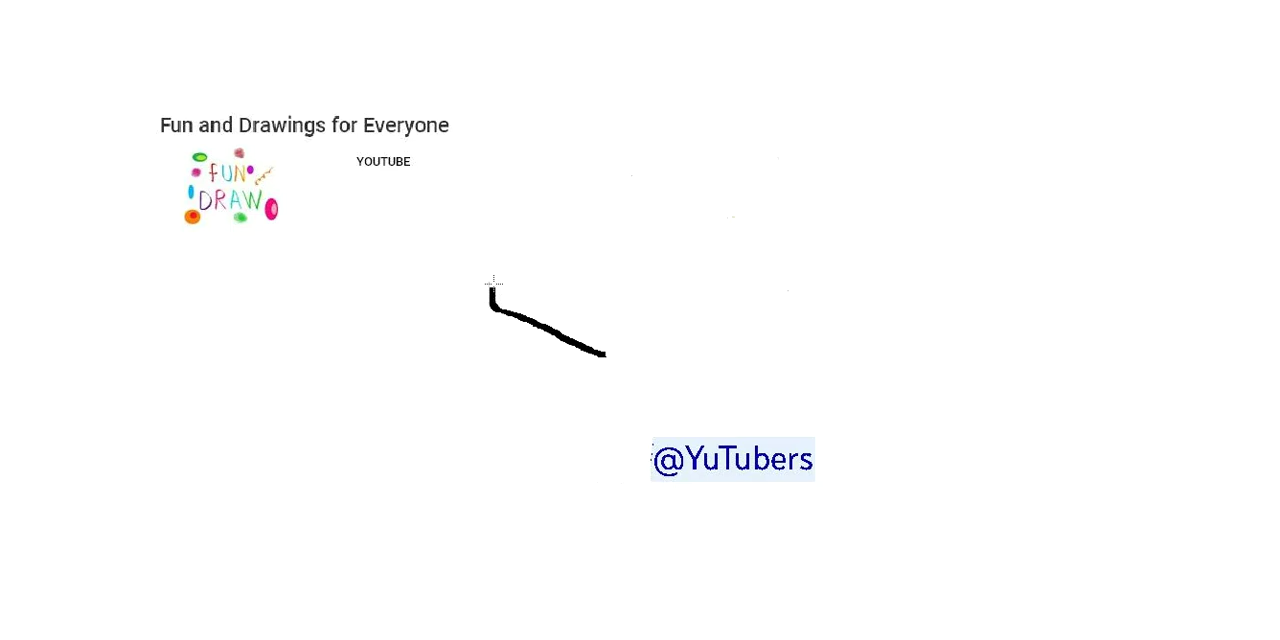 Fun and Drawings for Everyone
YOUTUBE
fUN
DRAW
@YuTubers